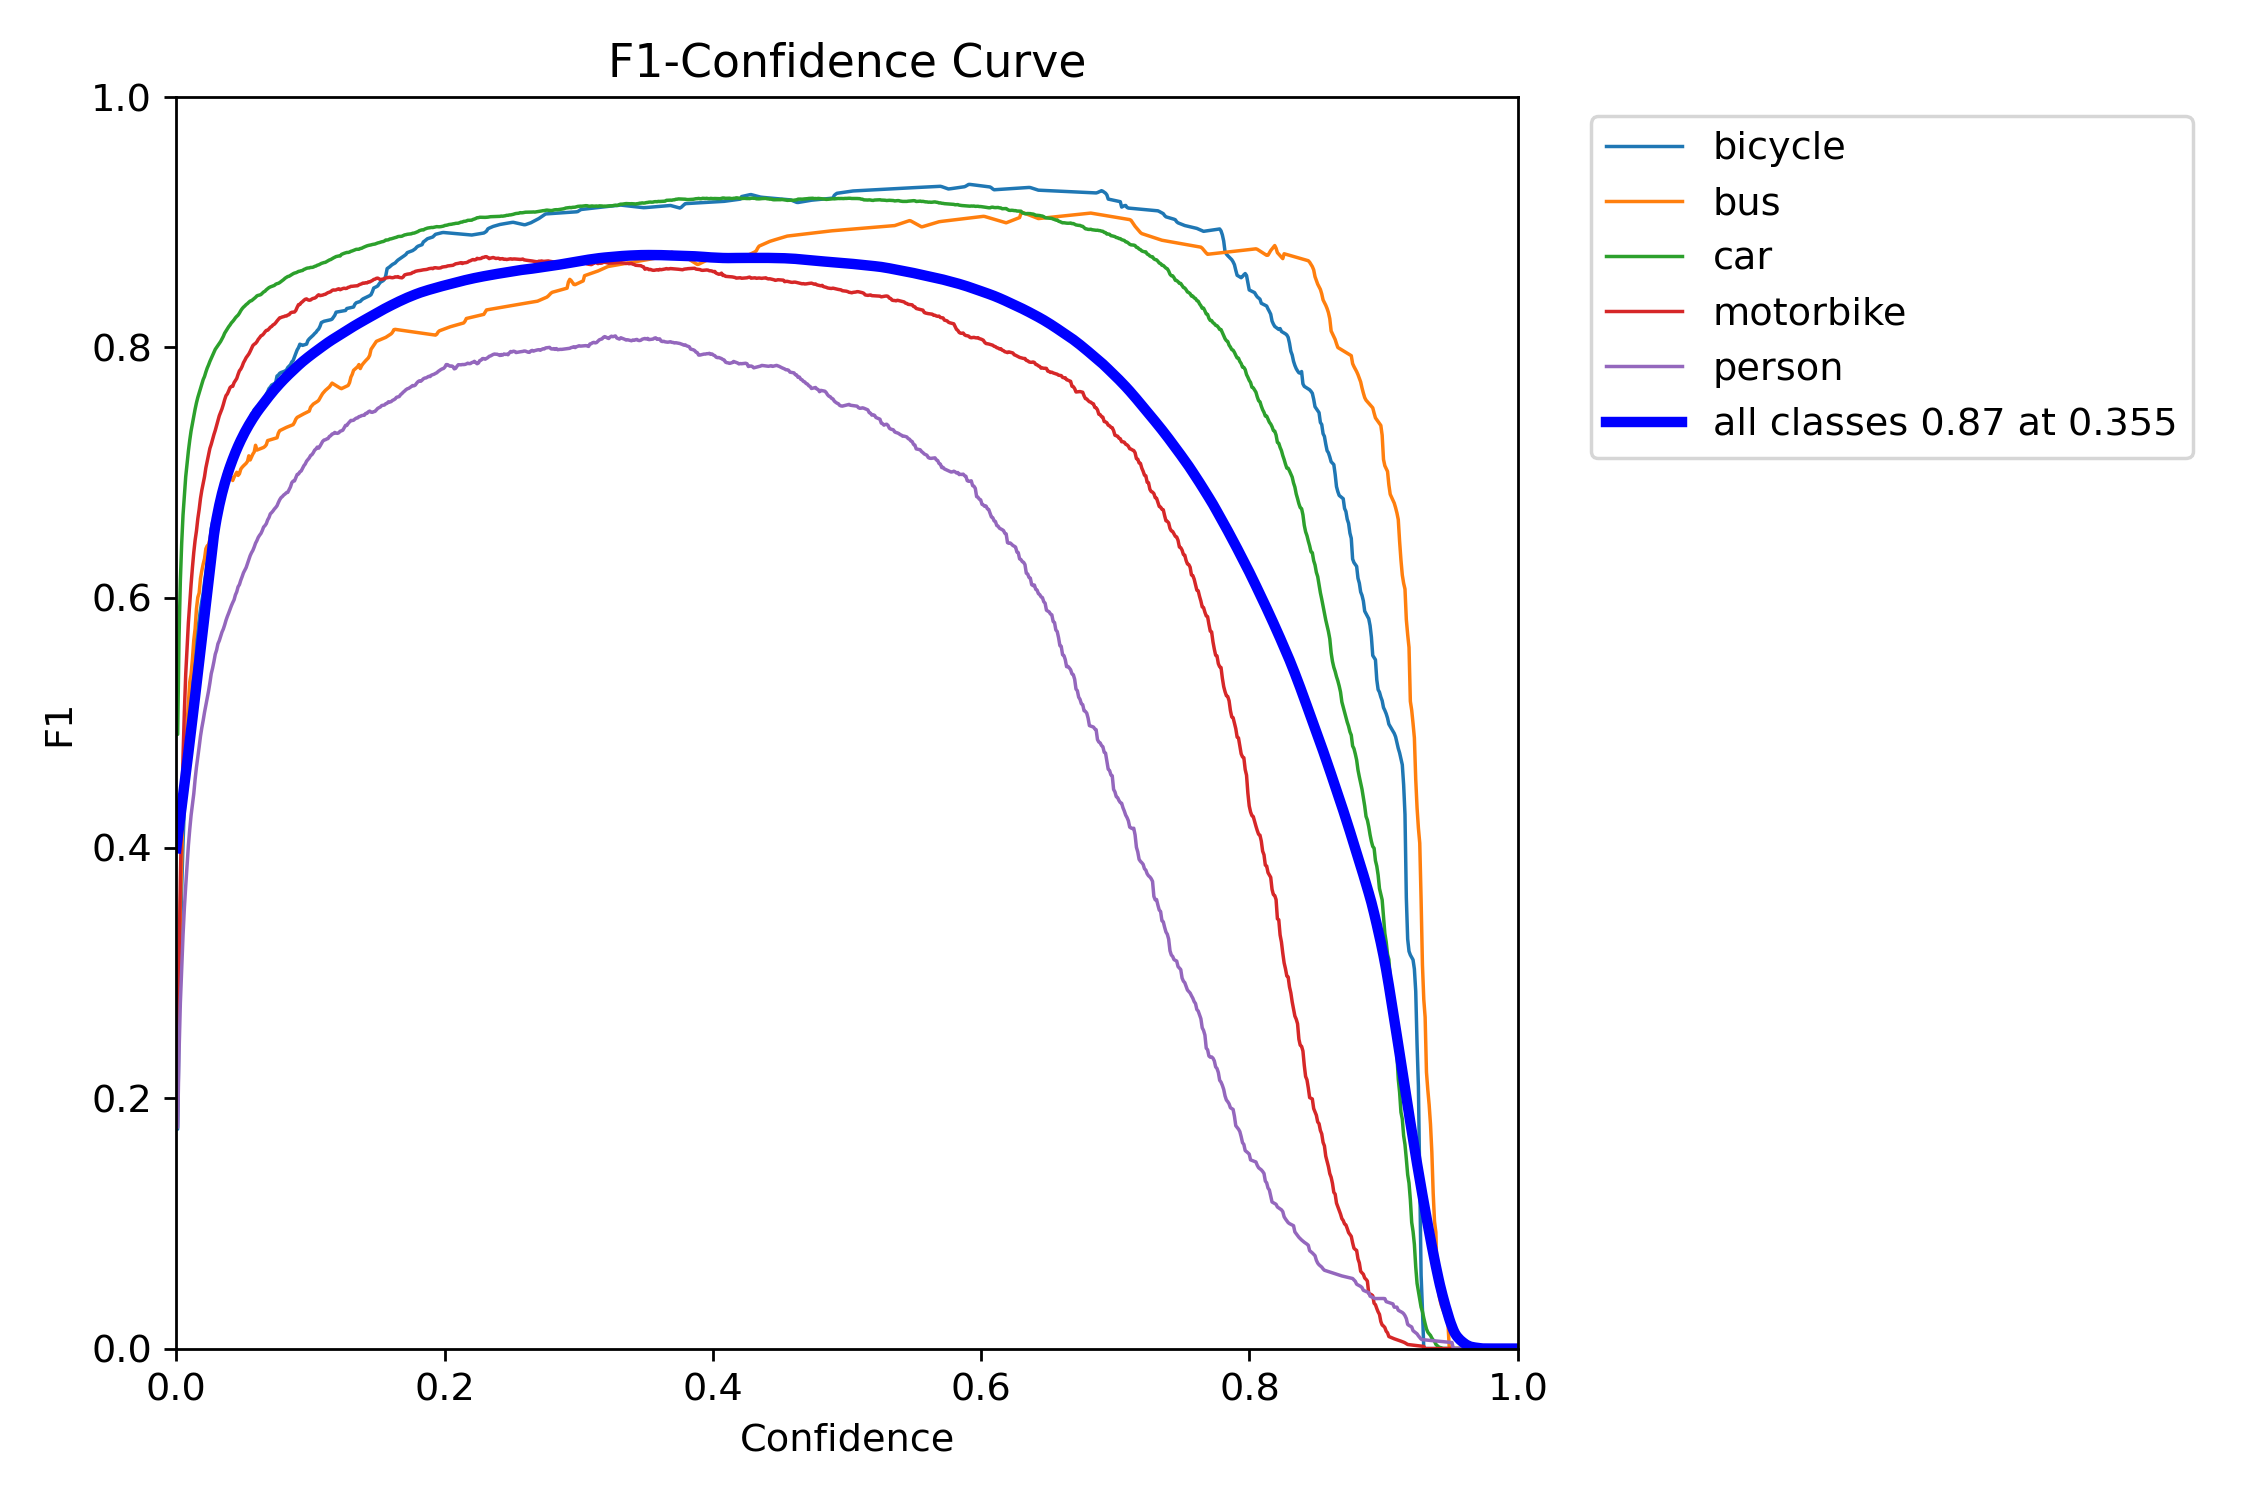 F1-Confidence Curve
1.0
0.8
0.6
0.4
0.2
0.0
F1
0.0 0.2 0.4 0.6 0.8 1.0
Confidence
bicycle
bus
car
motorbike
person
all classes 0.87 at 0.355